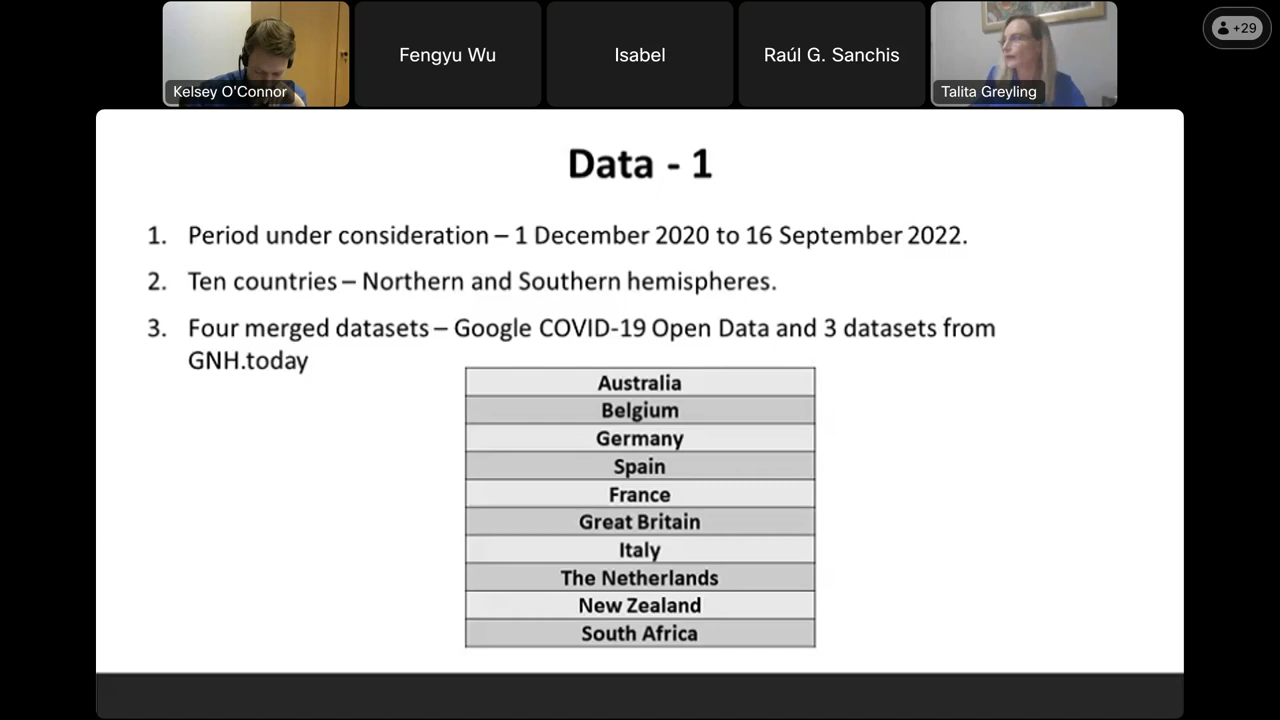 Kelsey O'Connor
Fengyu Wu
Isabel
Raúl G. Sanchis
Talita Greyling
+29
Data - 1
1. Period under consideration – 1 December 2020 to 16 September 2022.
2. Ten countries – Northern and Southern hemispheres.
3. Four merged datasets – Google COVID-19 Open Data and 3 datasets from
GNH.today
Australia
Belgium
Germany
Spain
France
Great Britain
Italy
The Netherlands
New Zealand
South Africa